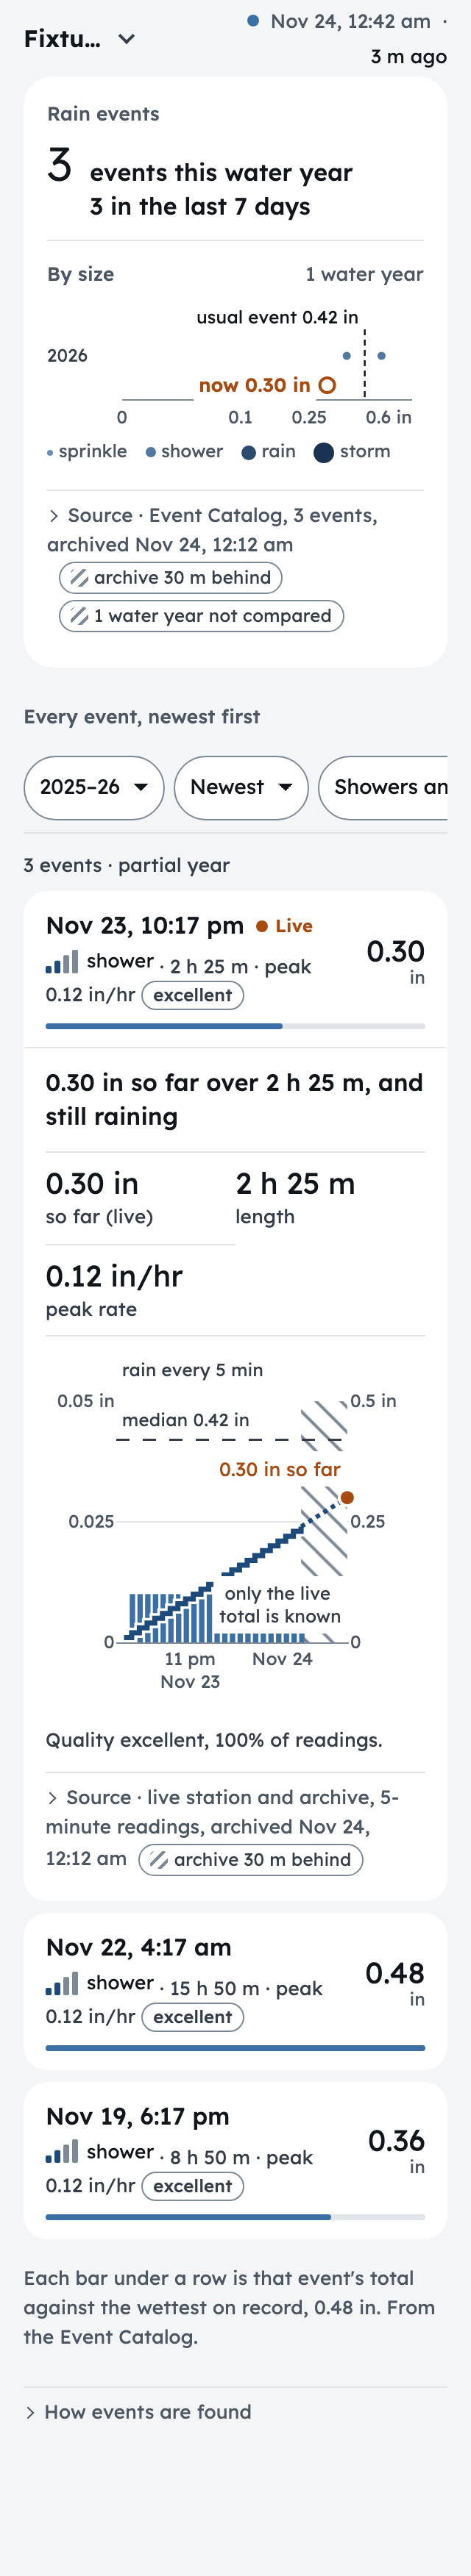 Fixtu...
Nov 24, 12:42 am ·
3 m ago
Rain events
3 events this water year
3 in the last 7 days
By size
1 water year
usual event 0.42 in
2026
now 0.30 in
0 0.1 0.25 0.6 in
sprinkle shower rain storm
Source · Event Catalog, 3 events,
archived Nov 24, 12:12 am
archive 30 m behind
1 water year not compared
Every event, newest first
2025–26 Newest Showers an
3 events · partial year
Nov 23, 10:17 pm Live
0.30
in
shower · 2 h 25 m · peak
0.12 in/hr excellent
0.30 in so far over 2 h 25 m, and
still raining
0.30 in
so far (live)
2 h 25 m
length
0.12 in/hr
peak rate
rain every 5 min
0.05 in
0.5 in
median 0.42 in
0.30 in so far
0.025
0.25
only the live
total is known
0
0
11 pm
Nov 23
Nov 24
Quality excellent, 100% of readings.
Source · live station and archive, 5-
minute readings, archived Nov 24,
12:12 am archive 30 m behind
Nov 22, 4:17 am
0.48
in
shower · 15 h 50 m · peak
0.12 in/hr excellent
Nov 19, 6:17 pm
0.36
in
shower · 8 h 50 m · peak
0.12 in/hr excellent
Each bar under a row is that event's total
against the wettest on record, 0.48 in. From
the Event Catalog.
How events are found